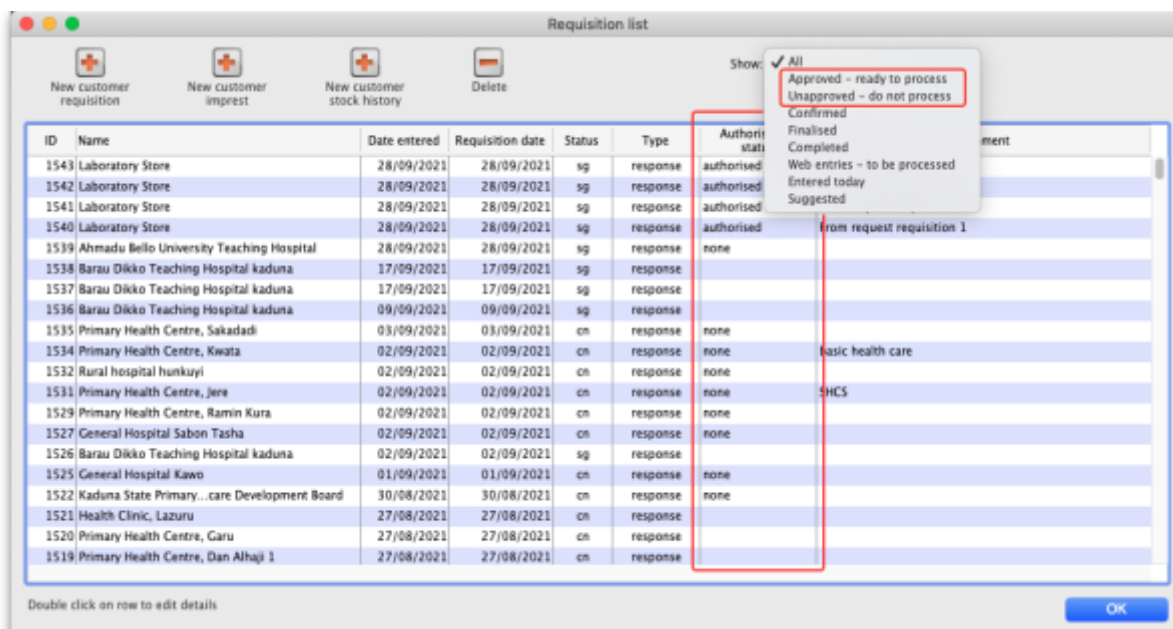 Requisition list
New customer requisition
New customer imprest
New customer stock history
Delete
Show: ✓ All
Approved – ready to process
Unapproved – do not process
Confirmed
Finalised
Completed
Web entries – to be processed
Entered today
Suggested
ID Name Date entered Requisition date Status Type Authoris stat ment
1543 Laboratory Store 28/09/2021 28/09/2021 sg response authorised
1542 Laboratory Store 28/09/2021 28/09/2021 sg response authorised
1541 Laboratory Store 28/09/2021 28/09/2021 sg response authorised
1540 Laboratory Store 28/09/2021 28/09/2021 sg response authorised From request requisition 1
1539 Ahmadu Bello University Teaching Hospital 28/09/2021 28/09/2021 sg response none
1538 Barau Dikko Teaching Hospital kaduna 17/09/2021 17/09/2021 sg response
1537 Barau Dikko Teaching Hospital kaduna 17/09/2021 17/09/2021 sg response
1536 Barau Dikko Teaching Hospital kaduna 09/09/2021 09/09/2021 sg response
1535 Primary Health Centre, Sakadadi 03/09/2021 03/09/2021 cn response none
1534 Primary Health Centre, Kwata 02/09/2021 02/09/2021 cn response none basic health care
1532 Rural hospital hunkuyi 02/09/2021 02/09/2021 cn response none
1531 Primary Health Centre, Jere 02/09/2021 02/09/2021 cn response none SHCS
1529 Primary Health Centre, Ramin Kura 02/09/2021 02/09/2021 cn response none
1527 General Hospital Sabon Tasha 02/09/2021 02/09/2021 cn response none
1526 Barau Dikko Teaching Hospital kaduna 02/09/2021 02/09/2021 sg response
1525 General Hospital Kawo 01/09/2021 01/09/2021 cn response none
1522 Kaduna State Primary...care Development Board 30/08/2021 30/08/2021 cn response none
1521 Health Clinic, Lazuru 27/08/2021 27/08/2021 cn response
1520 Primary Health Centre, Garu 27/08/2021 27/08/2021 cn response
1519 Primary Health Centre, Dan Alhaji 1 27/08/2021 27/08/2021 cn response
Double click on row to edit details
OK